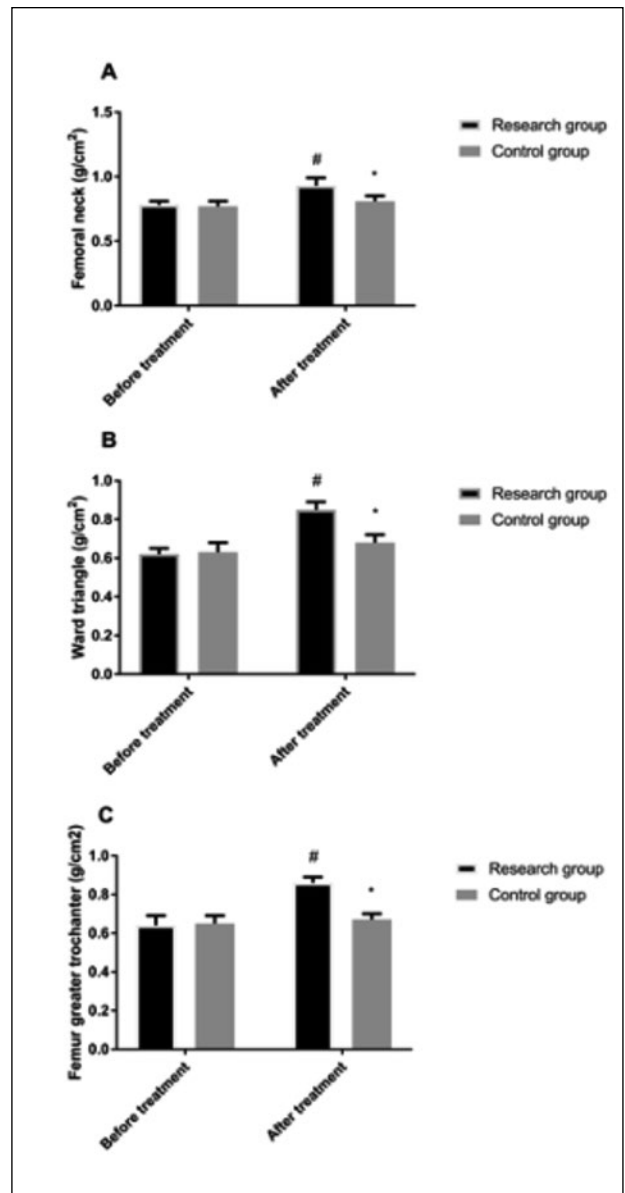 A
Femoral neck (g/cm²)
1.5
1.0
0.5
0.0
#
*
Before treatment
After treatment
Research group
Control group
B
Ward triangle (g/cm²)
1.0
0.8
0.6
0.4
0.2
0.0
#
*
Before treatment
After treatment
Research group
Control group
C
Femur greater trochanter (g/cm2)
1.0
0.8
0.6
0.4
0.2
0.0
#
*
Before treatment
After treatment
Research group
Control group